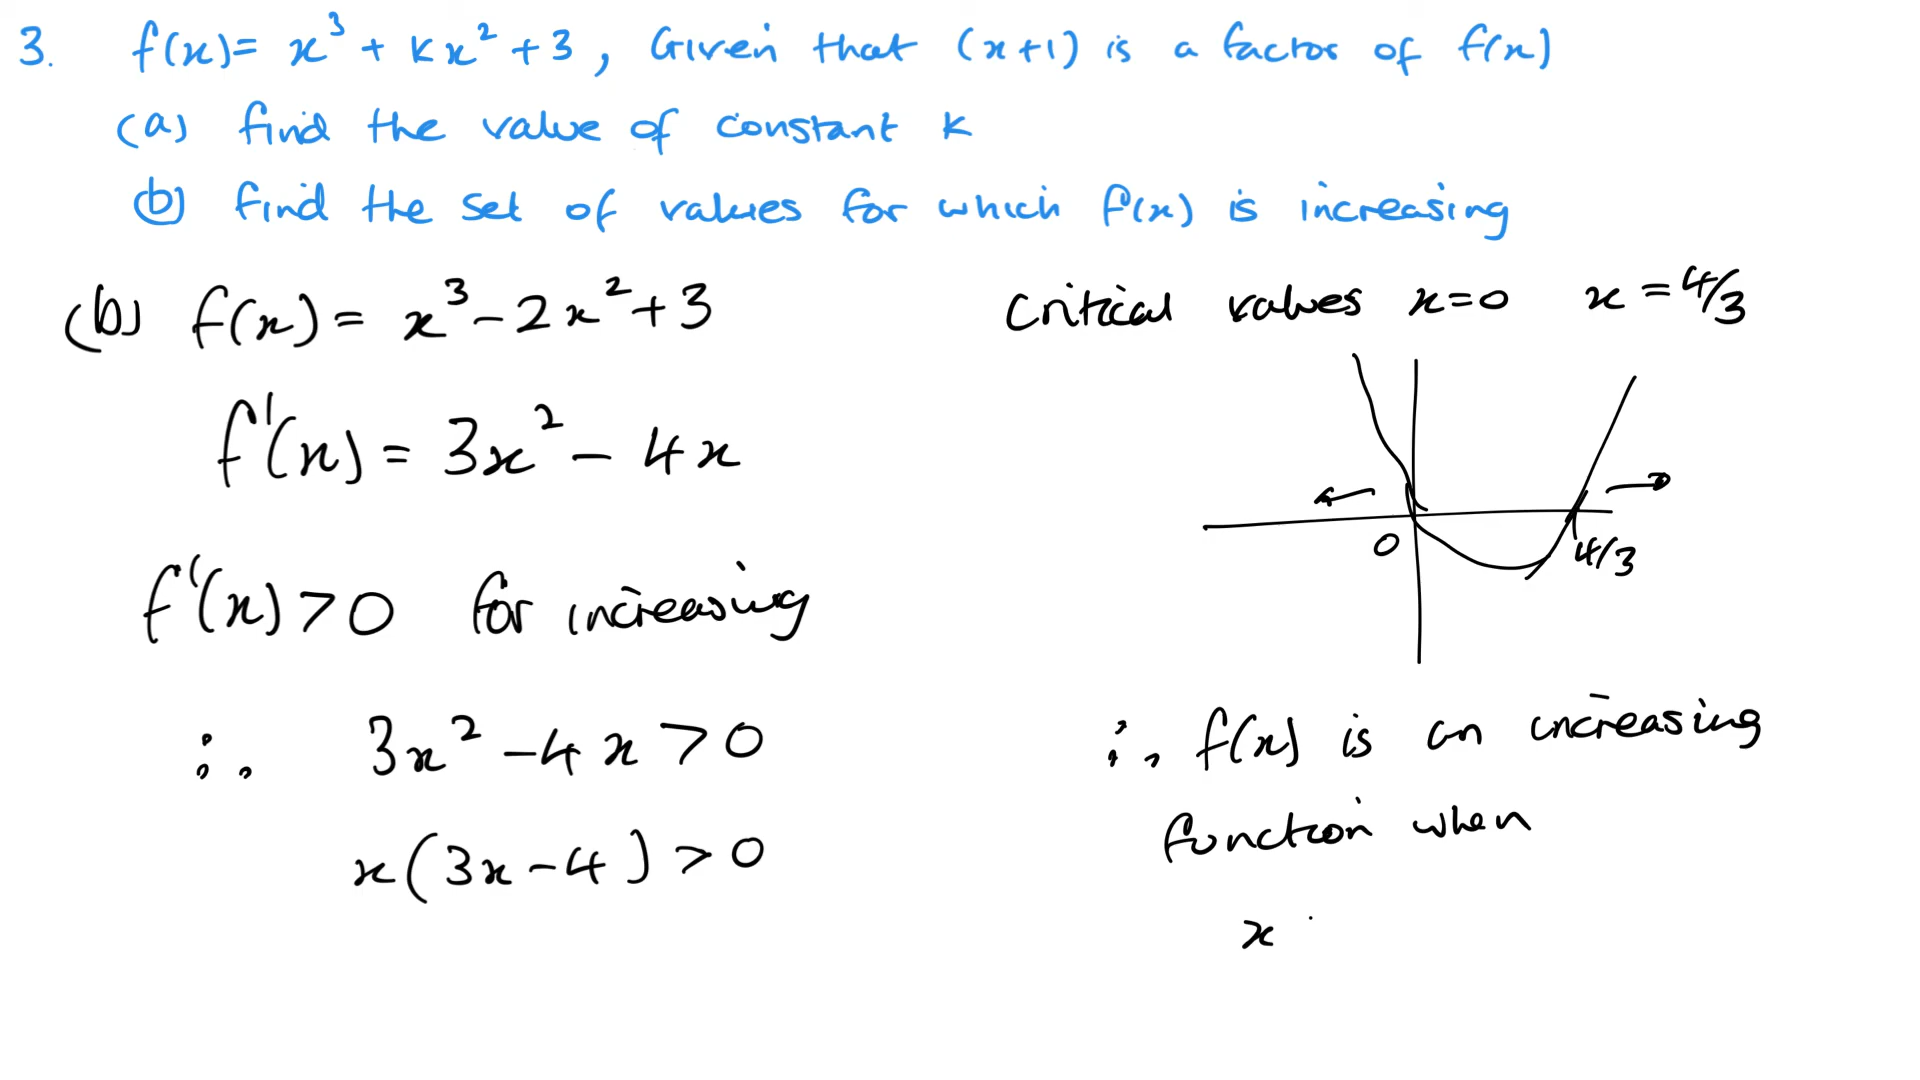 3. f(x)= x³ + kx² + 3, Given that (x+1) is a factor of f(x)
(a) find the value of constant k
(b) find the set of values for which f(x) is increasing
(b) f(x) = x³ - 2x² + 3
f'(x) = 3x² - 4x
f'(x) > 0 for increasing
∴ 3x² - 4x > 0
x(3x - 4) > 0
Critical values x=0 x = 4/3
0
4/3
∴ f(x) is an increasing
function when
x